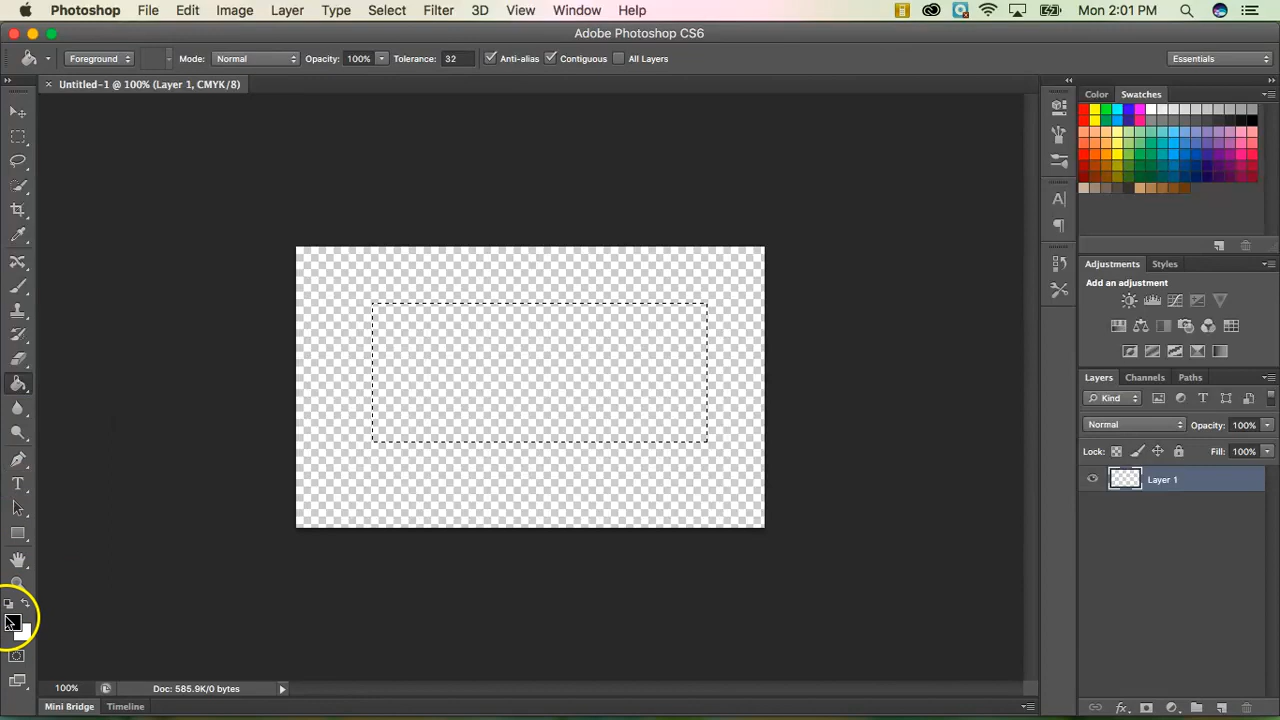 Photoshop File Edit Image Layer Type Select Filter 3D View Window Help Mon 2:01 PM
Adobe Photoshop CS6
Foreground Mode: Normal Opacity: 100% Tolerance: 32 Anti-alias Contiguous All Layers Essentials
Untitled-1 @ 100% (Layer 1, CMYK/8)
Color Swatches
Adjustments Styles
Add an adjustment
Layers Channels Paths
Kind
Normal Opacity: 100%
Lock: Fill: 100%
Layer 1
100% Doc: 585.9K/0 bytes
Mini Bridge Timeline